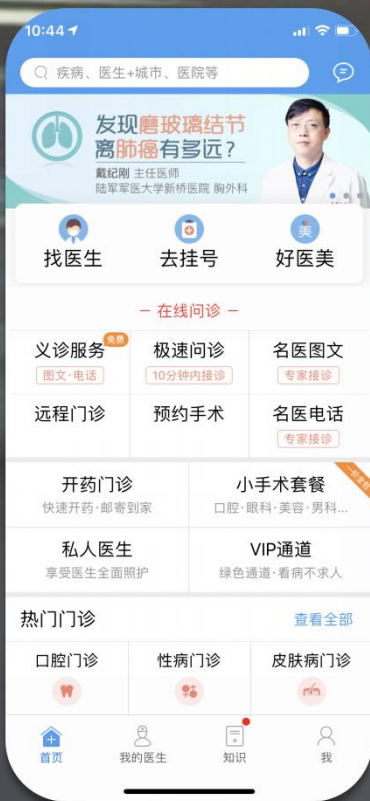 10:44
疾病、医生+城市、医院等
发现磨玻璃结节
离肺癌有多远？
戴纪刚 主任医师
陆军军医大学新桥医院 胸外科
找医生 去挂号 美 好医美
- 在线问诊 -
义诊服务 免费 极速问诊 名医图文
图文·电话 10分钟内接诊 专家接诊
远程门诊 预约手术 名医电话
专家接诊
开药门诊 小手术套餐 一价全包
快速开药·邮寄到家 口腔·眼科·美容·男科...
私人医生 VIP通道
享受医生全面照护 绿色通道·看病不求人
热门门诊 查看全部
口腔门诊 性病门诊 皮肤病门诊
首页 我的医生 知识 我